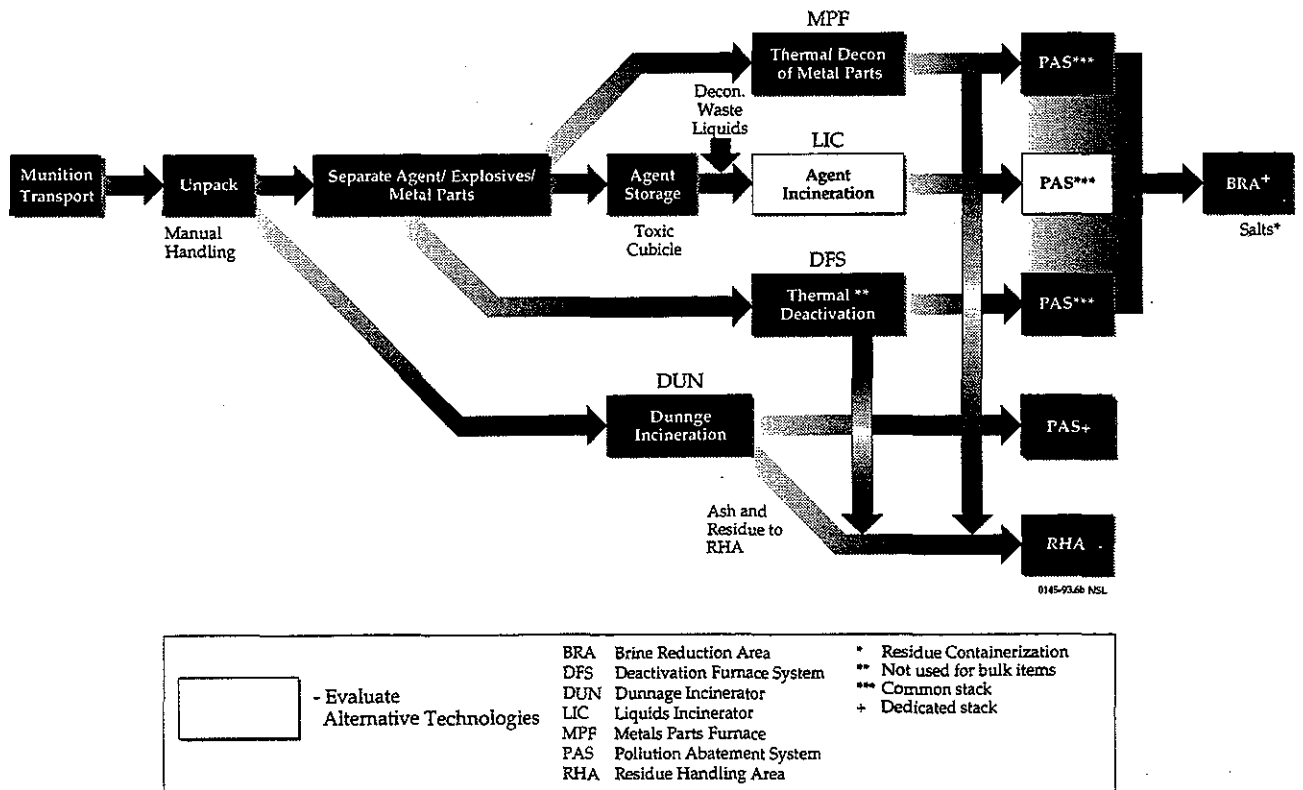 MPF
Thermal Decon
of Metal Parts
PAS***
Decon.
Waste
Liquids
LIC
Munition
Transport
Unpack
Manual
Handling
Separate Agent/ Explosives/
Metal Parts
Agent
Storage
Toxic
Cubicle
Agent
Incineration
PAS***
BRA+
Salts*
DFS
Thermal **
Deactivation
PAS***
DUN
Dunnge
Incineration
PAS+
Ash and
Residue to
RHA
RHA
0145-93.6b NSL
- Evaluate
Alternative Technologies
BRA Brine Reduction Area
DFS Deactivation Furnace System
DUN Dunnage Incinerator
LIC Liquids Incinerator
MPF Metals Parts Furnace
PAS Pollution Abatement System
RHA Residue Handling Area
* Residue Containerization
** Not used for bulk items
*** Common stack
+ Dedicated stack